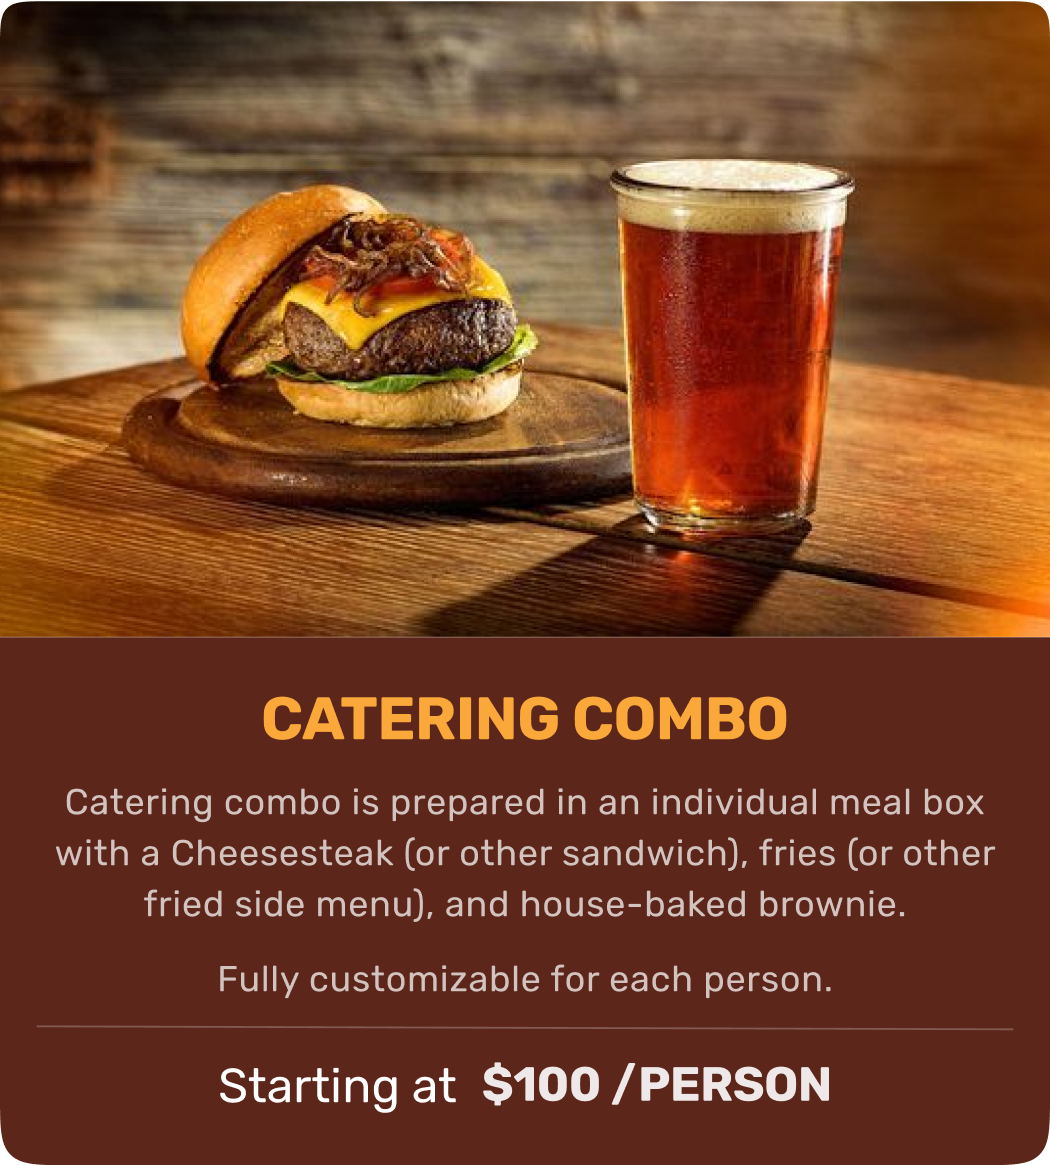 CATERING COMBO
Catering combo is prepared in an individual meal box
with a Cheesesteak (or other sandwich), fries (or other
fried side menu), and house-baked brownie.
Fully customizable for each person.
Starting at $100 /PERSON